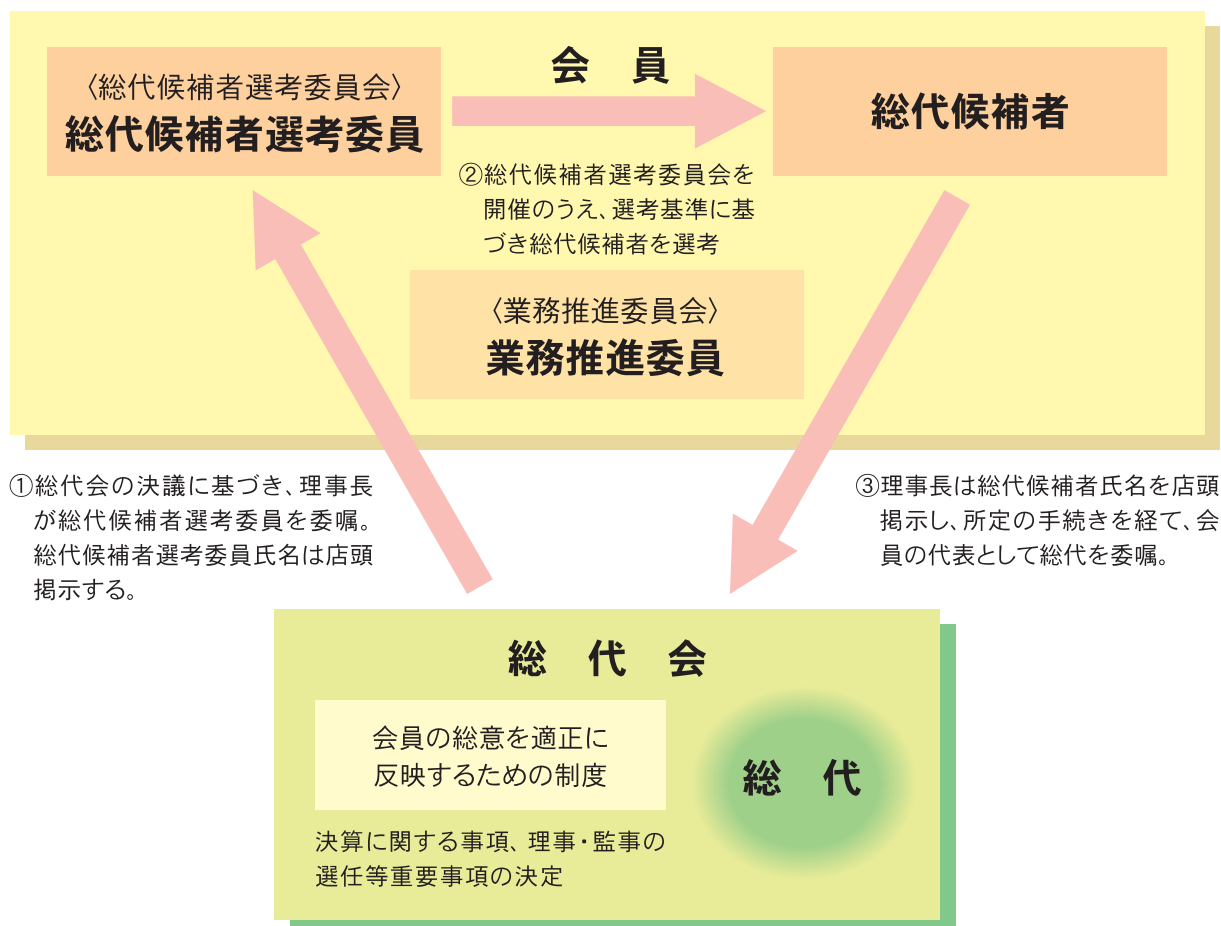 会　員
〈総代候補者選考委員会〉
総代候補者選考委員
総代候補者
②総代候補者選考委員会を
開催のうえ、選考基準に基
づき総代候補者を選考
〈業務推進委員会〉
業務推進委員
①総代会の決議に基づき、理事長
が総代候補者選考委員を委嘱。
総代候補者選考委員氏名は店頭
掲示する。
③理事長は総代候補者氏名を店頭
掲示し、所定の手続きを経て、会
員の代表として総代を委嘱。
総　代　会
会員の総意を適正に
反映するための制度
総　代
決算に関する事項、理事・監事の
選任等重要事項の決定